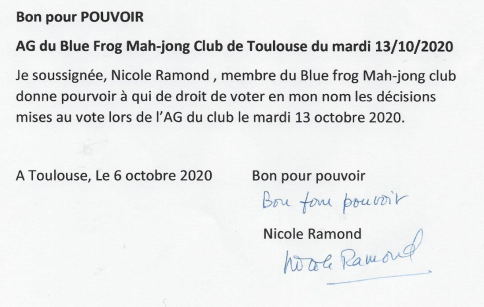 Bon pour POUVOIR
AG du Blue Frog Mah-jong Club de Toulouse du mardi 13/10/2020
Je soussignée, Nicole Ramond , membre du Blue frog Mah-jong club
donne pourvoir à qui de droit de voter en mon nom les décisions
mises au vote lors de l'AG du club le mardi 13 octobre 2020.
A Toulouse, Le 6 octobre 2020
Bon pour pouvoir
Bon pour pouvoir
Nicole Ramond
Nicole Ramond